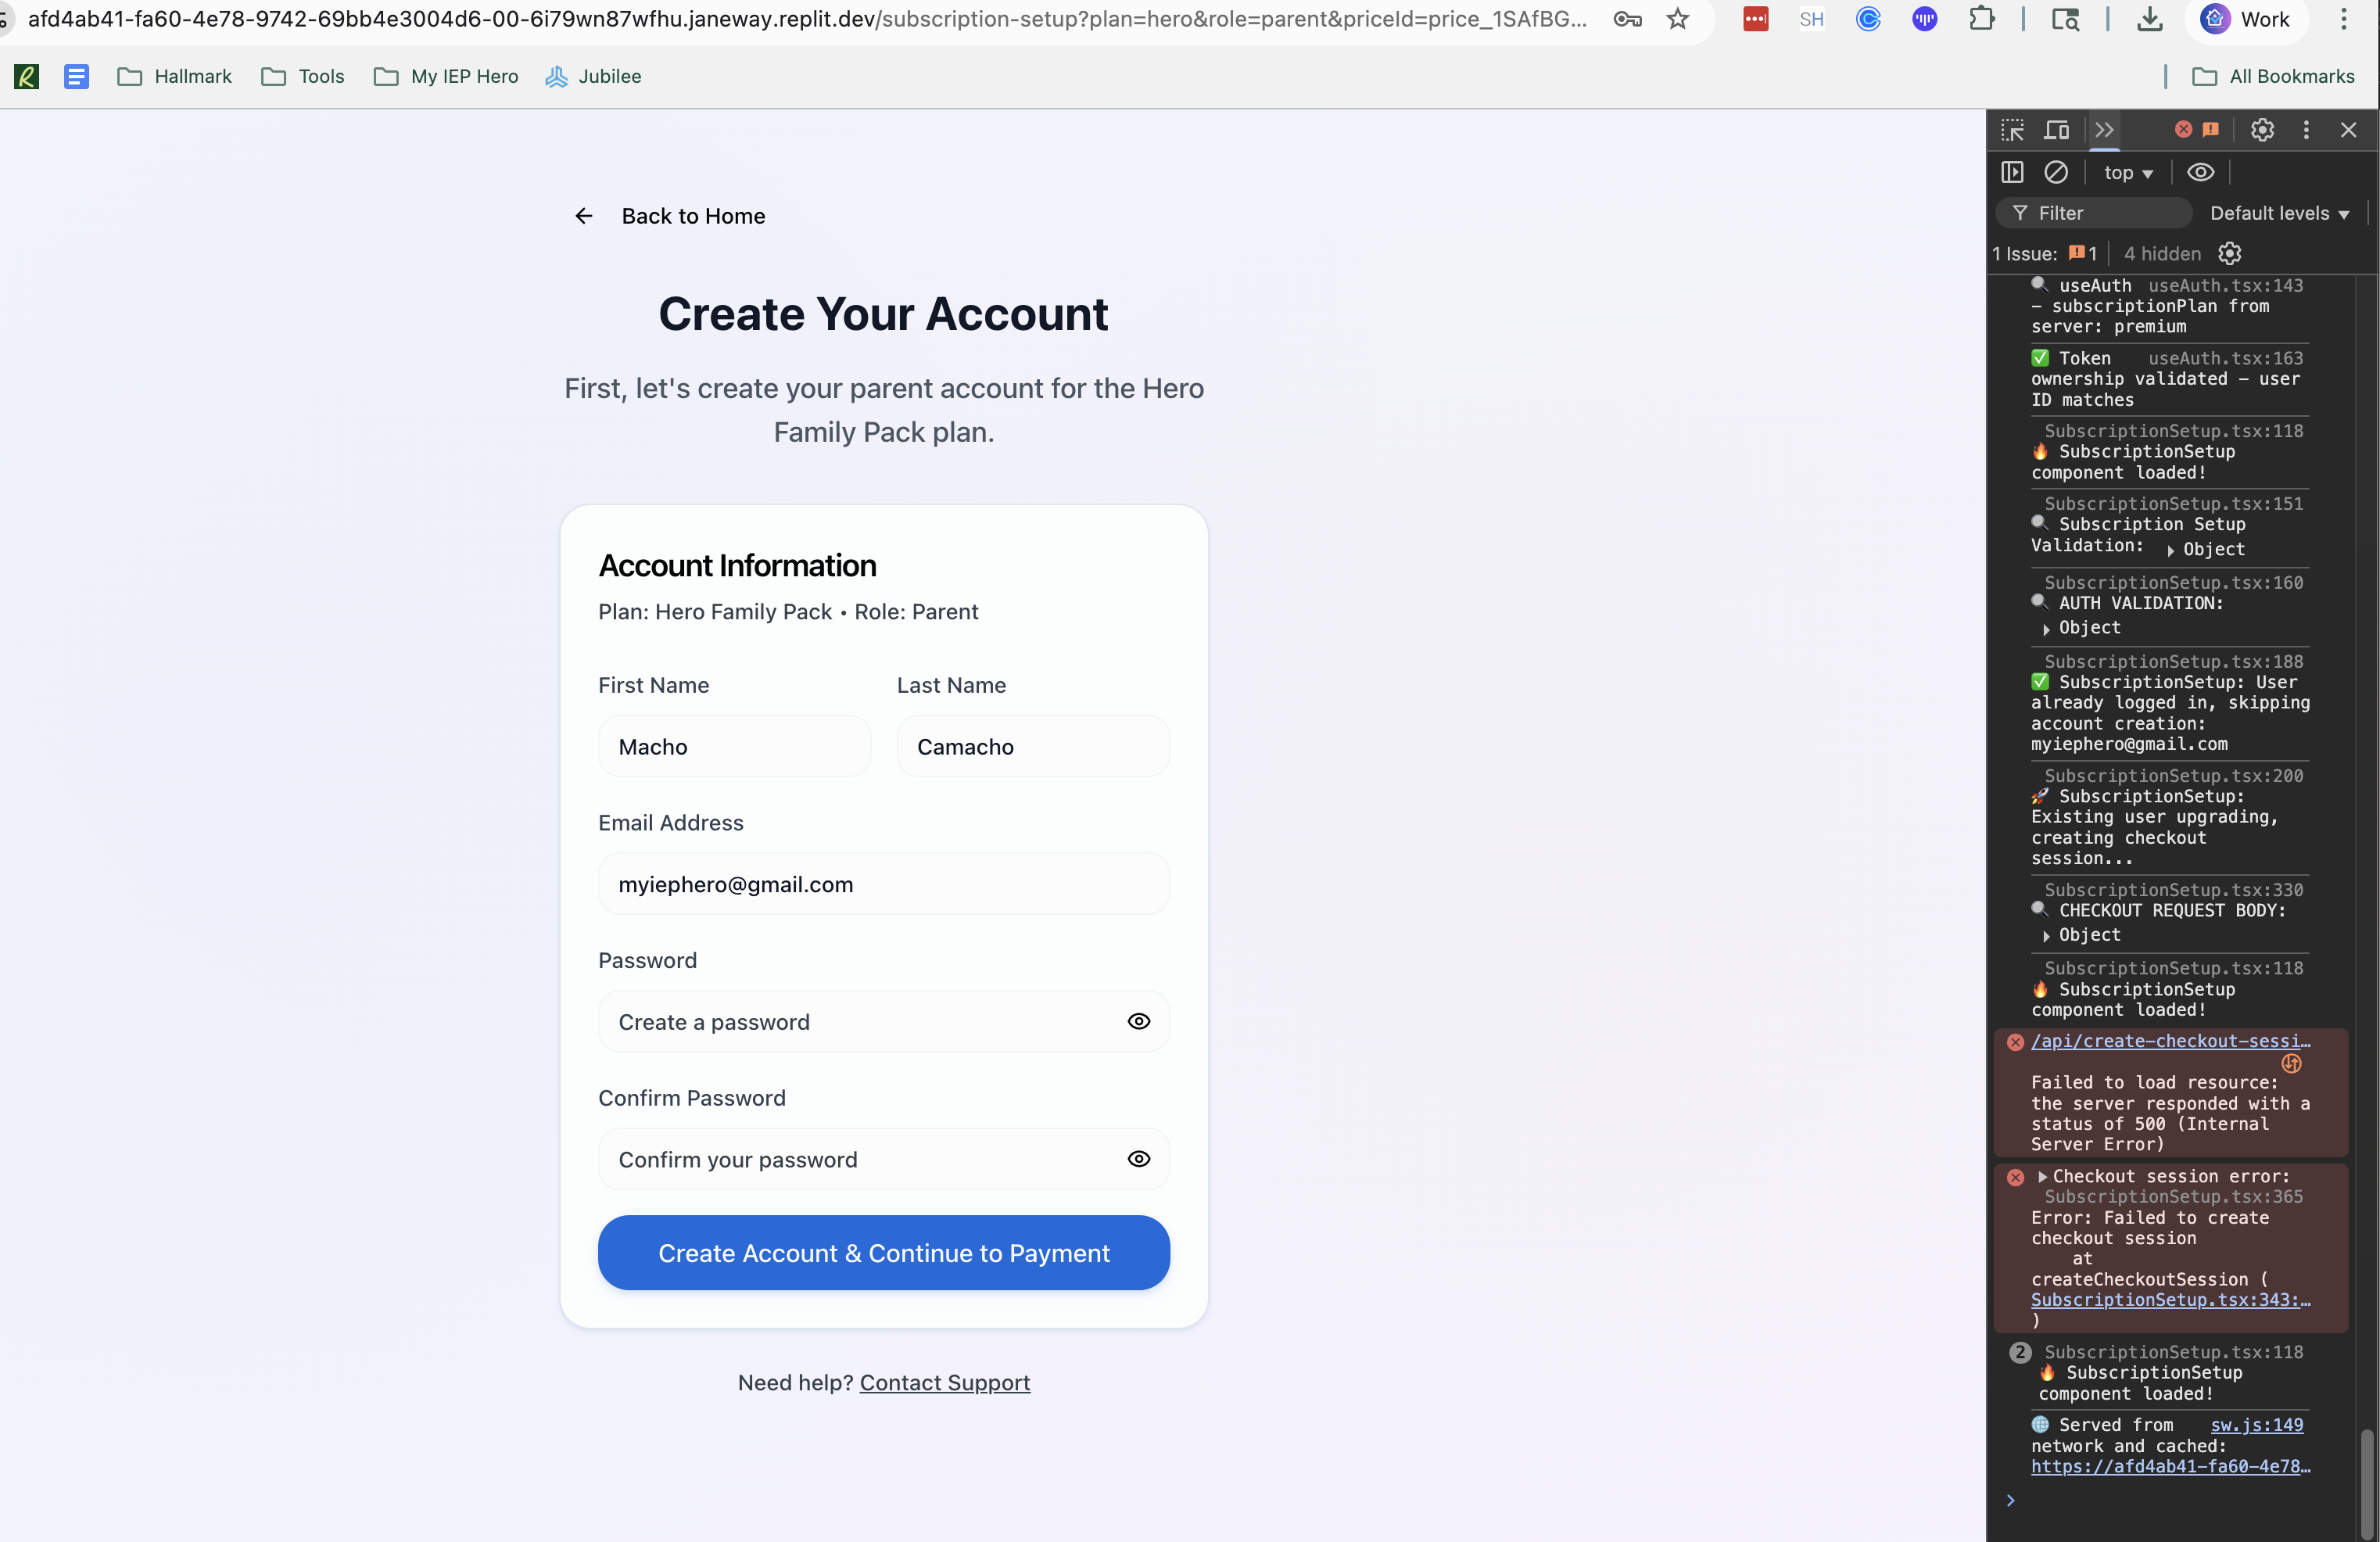 afd4ab41-fa60-4e78-9742-69bb4e3004d6-00-6i79wn87wfhu.janeway.replit.dev/subscription-setup?plan=hero&role=parent&priceId=price_1SAfBG...
SH
Work
Hallmark
Tools
My IEP Hero
Jubilee
All Bookmarks
Back to Home
Create Your Account
First, let's create your parent account for the Hero
Family Pack plan.
Account Information
Plan: Hero Family Pack • Role: Parent
First Name
Last Name
Macho
Camacho
Email Address
myiephero@gmail.com
Password
Create a password
Confirm Password
Confirm your password
Create Account & Continue to Payment
Need help? Contact Support
top
Filter
Default levels
1 Issue: 1
4 hidden
useAuth useAuth.tsx:143
– subscriptionPlan from
server: premium
Token useAuth.tsx:163
ownership validated – user
ID matches
SubscriptionSetup.tsx:118
SubscriptionSetup
component loaded!
SubscriptionSetup.tsx:151
Subscription Setup
Validation: Object
SubscriptionSetup.tsx:160
AUTH VALIDATION:
Object
SubscriptionSetup.tsx:188
SubscriptionSetup: User
already logged in, skipping
account creation:
myiephero@gmail.com
SubscriptionSetup.tsx:200
SubscriptionSetup:
Existing user upgrading,
creating checkout
session...
SubscriptionSetup.tsx:330
CHECKOUT REQUEST BODY:
Object
SubscriptionSetup.tsx:118
SubscriptionSetup
component loaded!
/api/create-checkout-sessi…
Failed to load resource:
the server responded with a
status of 500 (Internal
Server Error)
Checkout session error:
SubscriptionSetup.tsx:365
Error: Failed to create
checkout session
at
createCheckoutSession (
SubscriptionSetup.tsx:343:…
)
2 SubscriptionSetup.tsx:118
SubscriptionSetup
component loaded!
Served from sw.js:149
network and cached:
https://afd4ab41-fa60-4e78…